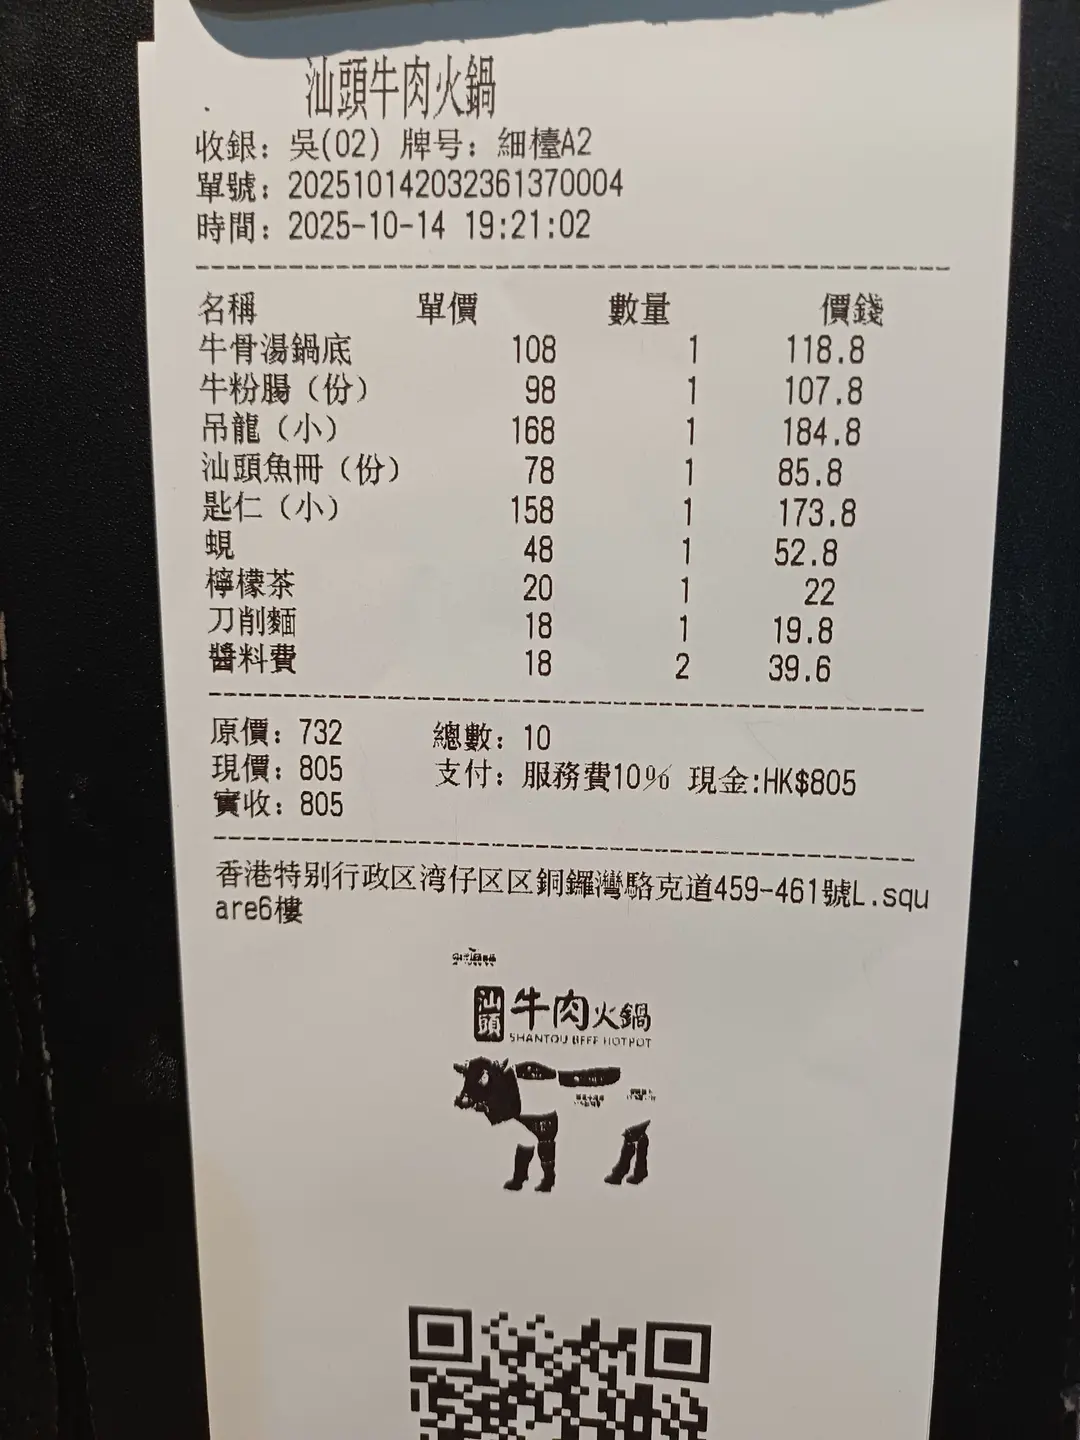 汕頭牛肉火鍋
收銀: 吳(02) 牌号: 細檯A2
單號: 202510142032361370004
時間: 2025-10-14 19:21:02
名稱 單價 數量 價錢
牛骨湯鍋底 108 1 118.8
牛粉腸（份） 98 1 107.8
吊龍（小） 168 1 184.8
汕頭魚冊（份） 78 1 85.8
匙仁（小） 158 1 173.8
蜆 48 1 52.8
檸檬茶 20 1 22
刀削麵 18 1 19.8
醬料費 18 2 39.6
原價: 732 總數: 10
現價: 805 支付: 服務費10% 現金:HK$805
實收: 805
香港特别行政区湾仔区区銅鑼灣駱克道459-461號L.squ
are6樓
汕頭 牛肉火鍋
SHANTOU BEEF HOTPOT